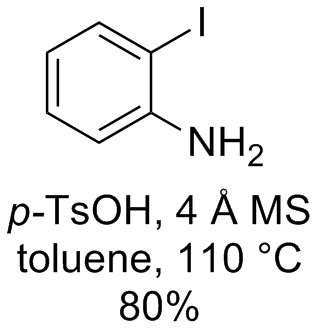 I
NH2
p-TsOH, 4 Å MS
toluene, 110 °C
80%